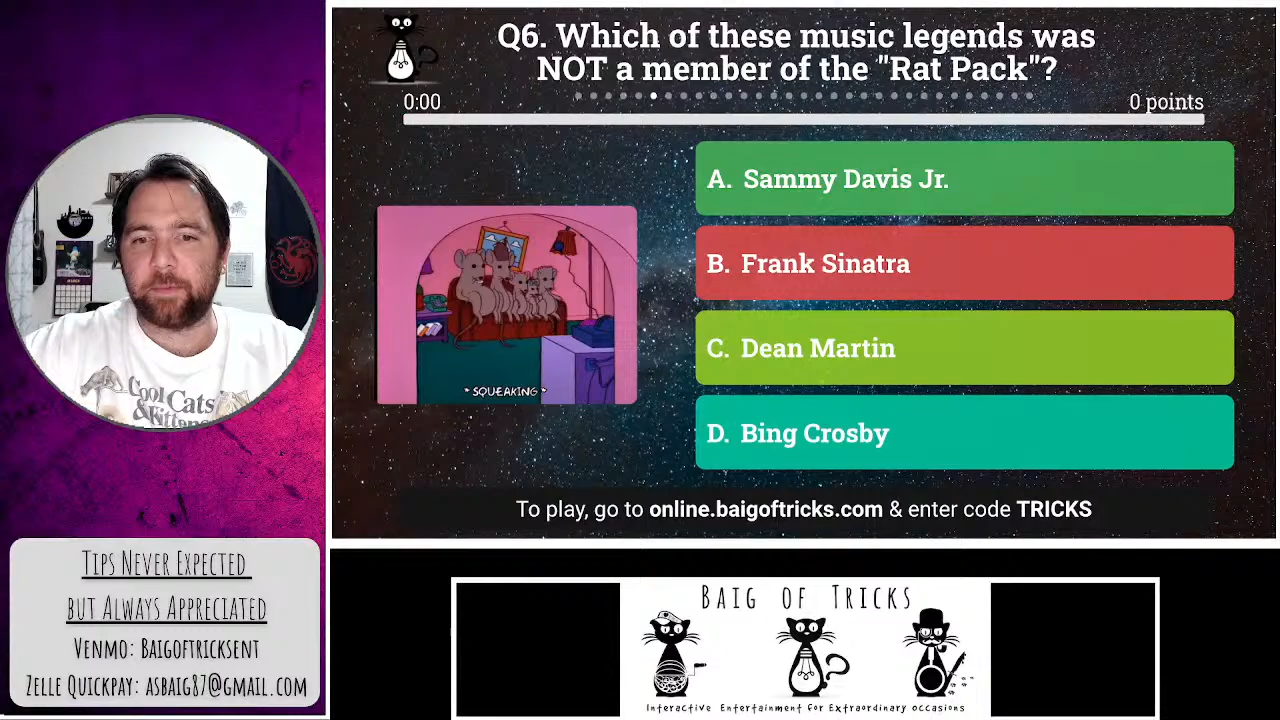 Q6. Which of these music legends was
NOT a member of the "Rat Pack"?
0:00
0 points
A. Sammy Davis Jr.
B. Frank Sinatra
C. Dean Martin
D. Bing Crosby
* SQUEAKING *
To play, go to online.baigoftricks.com & enter code TRICKS
Cool Cats
& Kittens
Tips Never Expected
but Always Appreciated
Venmo: Baigoftricksent
Zelle Quickpay: asbaig87@gmail.com
Baig of Tricks
Interactive Entertainment for Extraordinary Occasions